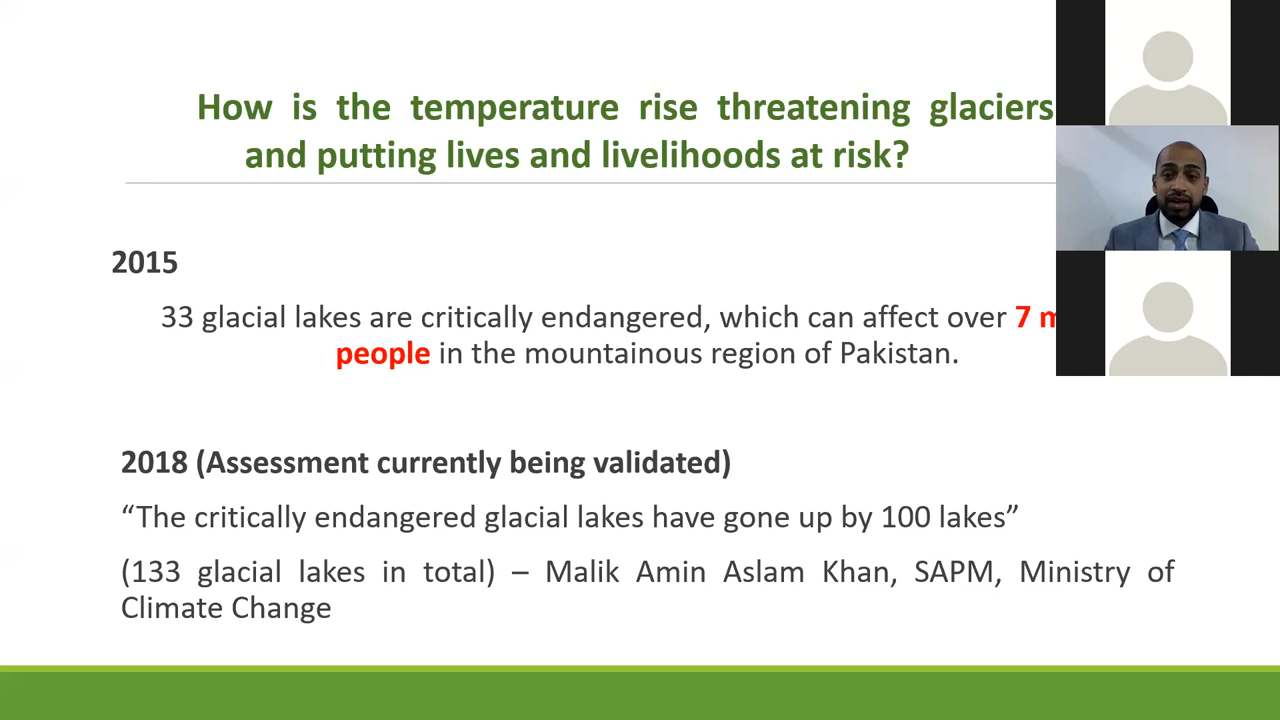 How is the temperature rise threatening glaciers
and putting lives and livelihoods at risk?
2015
33 glacial lakes are critically endangered, which can affect over 7
people in the mountainous region of Pakistan.
2018 (Assessment currently being validated)
“The critically endangered glacial lakes have gone up by 100 lakes”
(133 glacial lakes in total) – Malik Amin Aslam Khan, SAPM, Ministry of
Climate Change